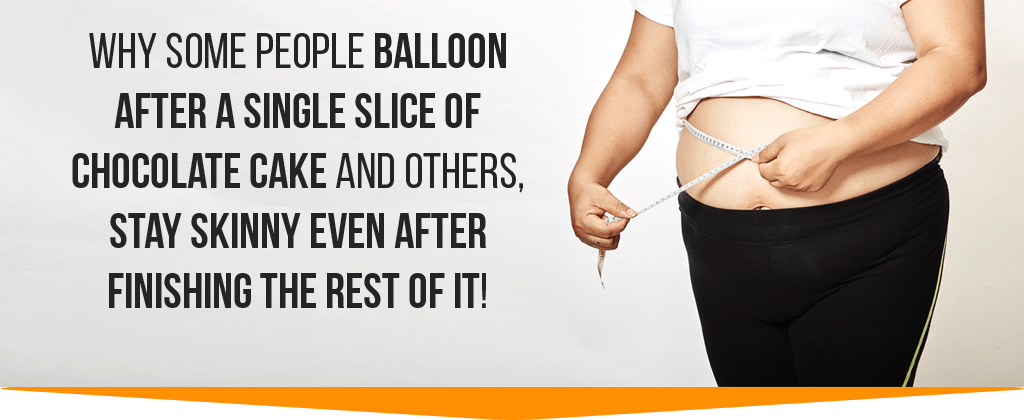 WHY SOME PEOPLE BALLOON
AFTER A SINGLE SLICE OF
CHOCOLATE CAKE AND OTHERS,
STAY SKINNY EVEN AFTER
FINISHING THE REST OF IT!